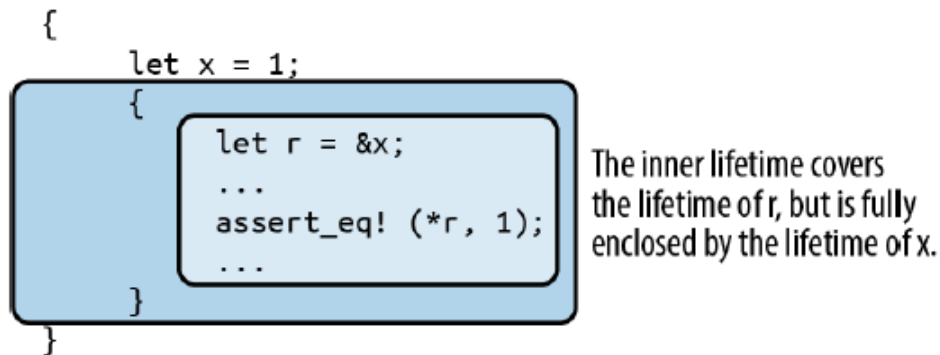 {
let x = 1;
{
let r = &x;
...
assert_eq! (*r, 1);
...
}
}
The inner lifetime covers
the lifetime of r, but is fully
enclosed by the lifetime of x.